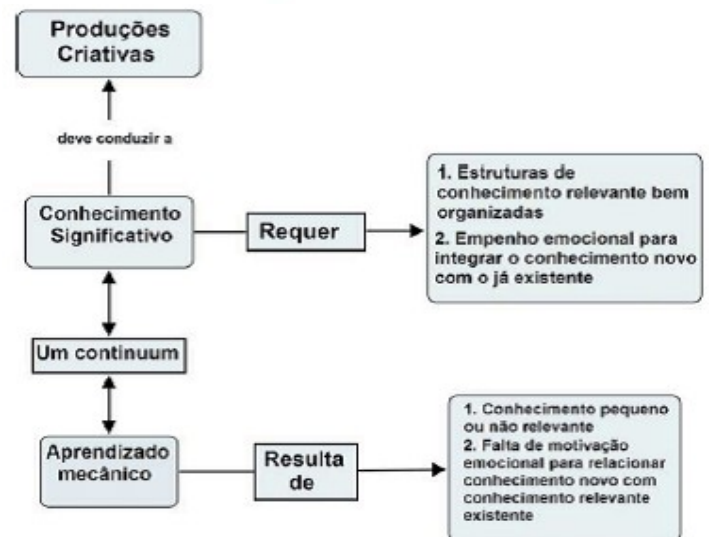 Produções
Criativas
deve conduzir a
Conhecimento
Significativo
Requer
1. Estruturas de
conhecimento relevante bem
organizadas
2. Empenho emocional para
integrar o conhecimento novo
com o já existente
Um continuum
Aprendizado
mecânico
Resulta
de
1. Conhecimento pequeno
ou não relevante
2. Falta de motivação
emocional para relacionar
conhecimento novo com
conhecimento relevante
existente